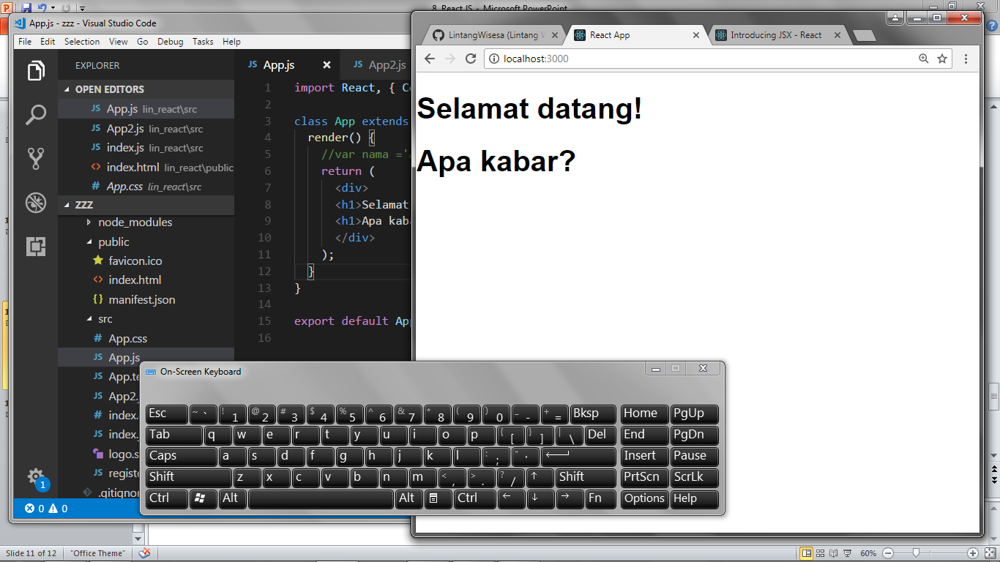 8. React JS - Microsoft PowerPoint
App.js - zzz - Visual Studio Code
File Edit Selection View Go Debug Tasks Help
EXPLORER
OPEN EDITORS
JS App.js lin_react\src
JS App2.js lin_react\src
JS index.js lin_react\src
<> index.html lin_react\public
# App.css lin_react\src
ZZZ
node_modules
public
favicon.ico
<> index.html
{} manifest.json
src
# App.css
JS App.js
JS App.te
JS App2.
# index.
JS index.
logo.s
JS registe
.gitignor
1
0 0
JS App.js JS App2.js
1 import React, { Co
2
3 class App extends
4 render() {
5 //var nama ='
6 return (
7 <div>
8 <h1>Selamat
9 <h1>Apa kab
10 </div>
11 );
12 }
13 }
14
15 export default Ap
16
LintangWisesa (Lintang W React App Introducing JSX - React
localhost:3000
Selamat datang!
Apa kabar?
On-Screen Keyboard
Esc ~ ` ! 1 @ 2 # 3 $ 4 % 5 ^ 6 & 7 * 8 ( 9 ) 0 _ - + = Bksp Home PgUp
Tab q w e r t y u i o p { [ } ] | \ Del End PgDn
Caps a s d f g h j k l : ; " ' Insert Pause
Shift z x c v b n m < , > . ? / ↑ Shift PrtScn ScrLk
Ctrl Alt Alt Ctrl ← ↓ → Fn Options Help
Slide 11 of 12 "Office Theme" 60%